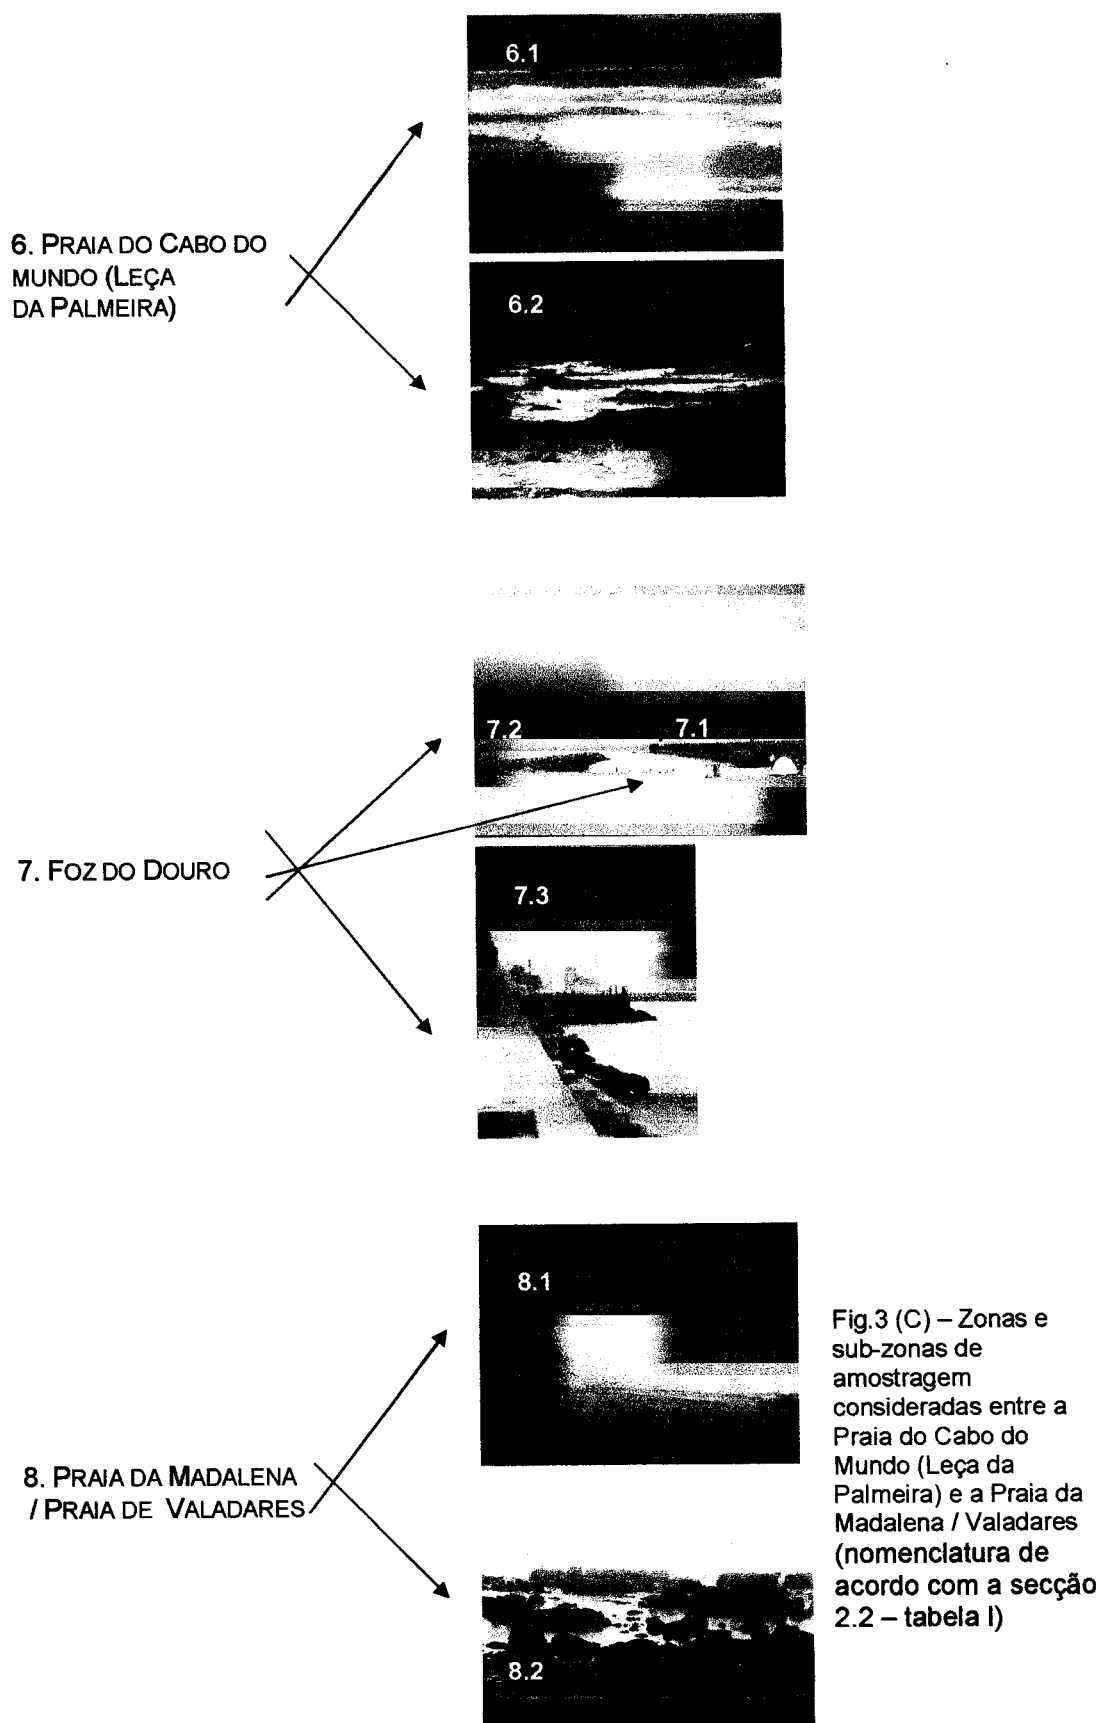 6.1
6. PRAIA DO CABO DO
MUNDO (LEÇA
DA PALMEIRA)
6.2
7.2
7.1
7. FOZ DO DOURO
7.3
8.1
8. PRAIA DA MADALENA
/ PRAIA DE VALADARES
8.2
Fig.3 (C) – Zonas e
sub-zonas de
amostragem
consideradas entre a
Praia do Cabo do
Mundo (Leça da
Palmeira) e a Praia da
Madalena / Valadares
(nomenclatura de
acordo com a secção
2.2 – tabela I)